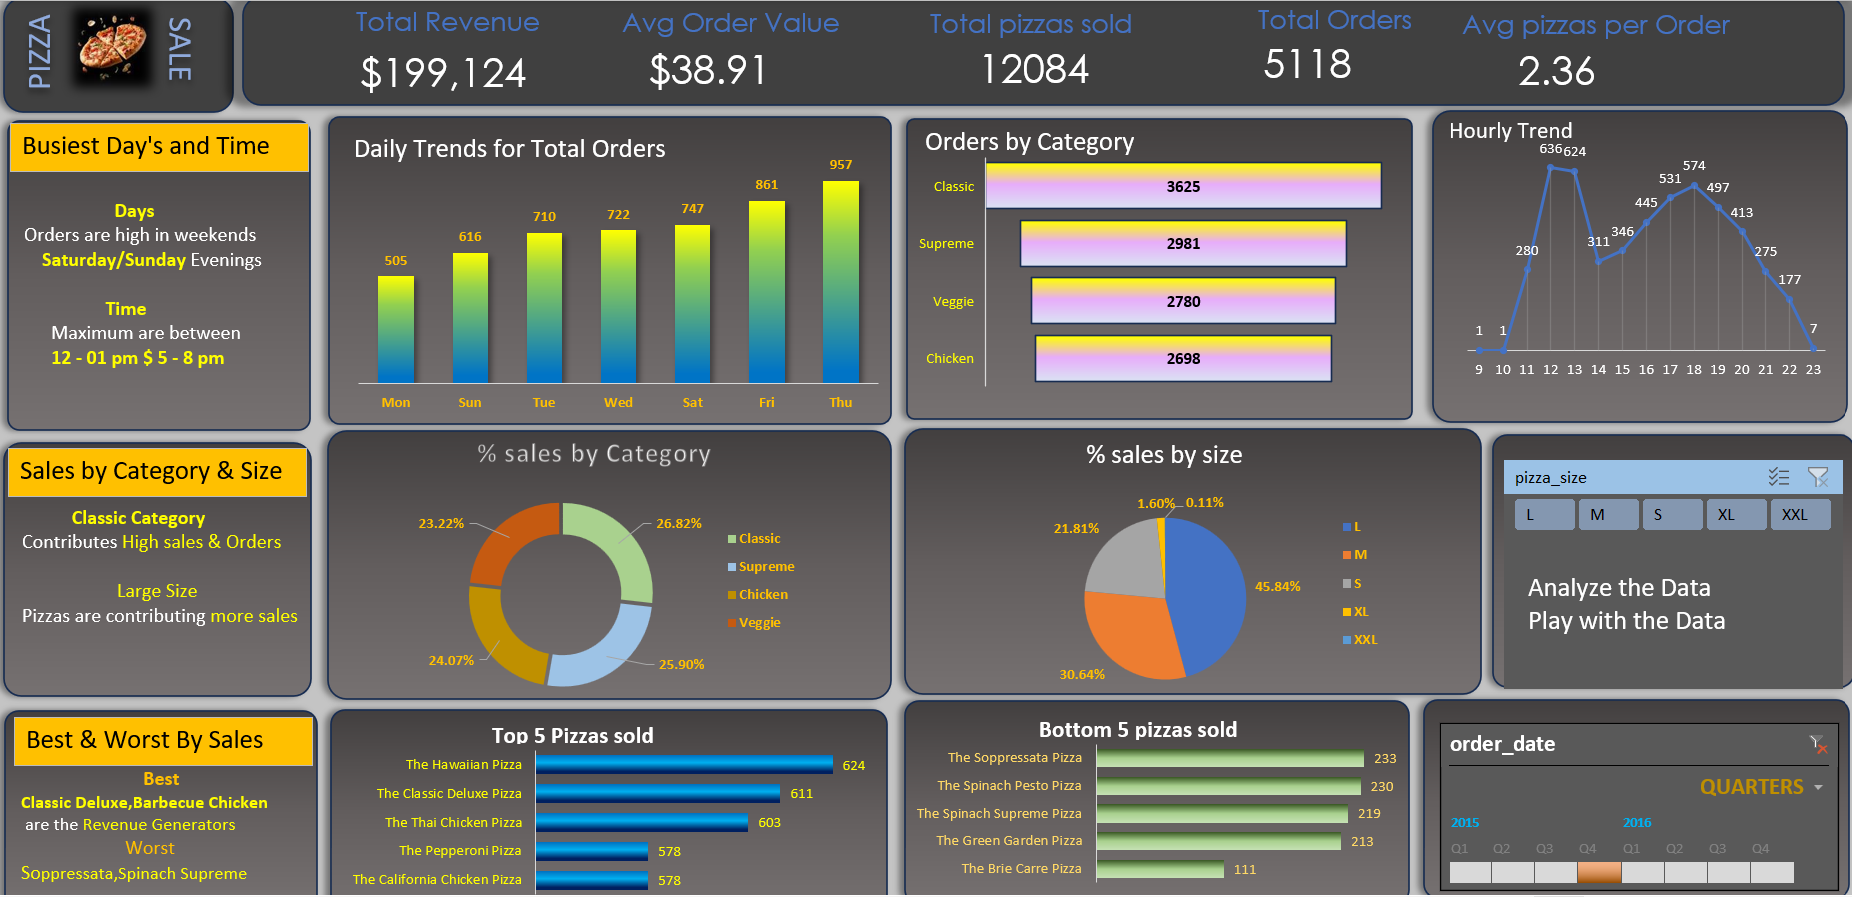 PIZZA
SALE
Total Revenue
$199,124
Avg Order Value
$38.91
Total pizzas sold
12084
Total Orders
5118
Avg pizzas per Order
2.36
Busiest Day's and Time
Days
Orders are high in weekends
Saturday/Sunday Evenings
Time
Maximum are between
12 - 01 pm $ 5 - 8 pm
Daily Trends for Total Orders
505
616
710
722
747
861
957
Mon
Sun
Tue
Wed
Sat
Fri
Thu
Orders by Category
Classic
3625
Supreme
2981
Veggie
2780
Chicken
2698
Hourly Trend
1
1
280
636
624
311
346
445
531
574
497
413
275
177
7
9 10 11 12 13 14 15 16 17 18 19 20 21 22 23
Sales by Category & Size
Classic Category
Contributes High sales & Orders
Large Size
Pizzas are contributing more sales
% sales by Category
23.22%
26.82%
24.07%
25.90%
Classic
Supreme
Chicken
Veggie
% sales by size
1.60%
0.11%
21.81%
45.84%
30.64%
L
M
S
XL
XXL
pizza_size
L
M
S
XL
XXL
Analyze the Data
Play with the Data
Best & Worst By Sales
Best
Classic Deluxe,Barbecue Chicken
are the Revenue Generators
Worst
Soppressata,Spinach Supreme
Top 5 Pizzas sold
The Hawaiian Pizza
624
The Classic Deluxe Pizza
611
The Thai Chicken Pizza
603
The Pepperoni Pizza
578
The California Chicken Pizza
578
Bottom 5 pizzas sold
The Soppressata Pizza
233
The Spinach Pesto Pizza
230
The Spinach Supreme Pizza
219
The Green Garden Pizza
213
The Brie Carre Pizza
111
order_date
QUARTERS
2015
2016
Q1 Q2 Q3 Q4 Q1 Q2 Q3 Q4